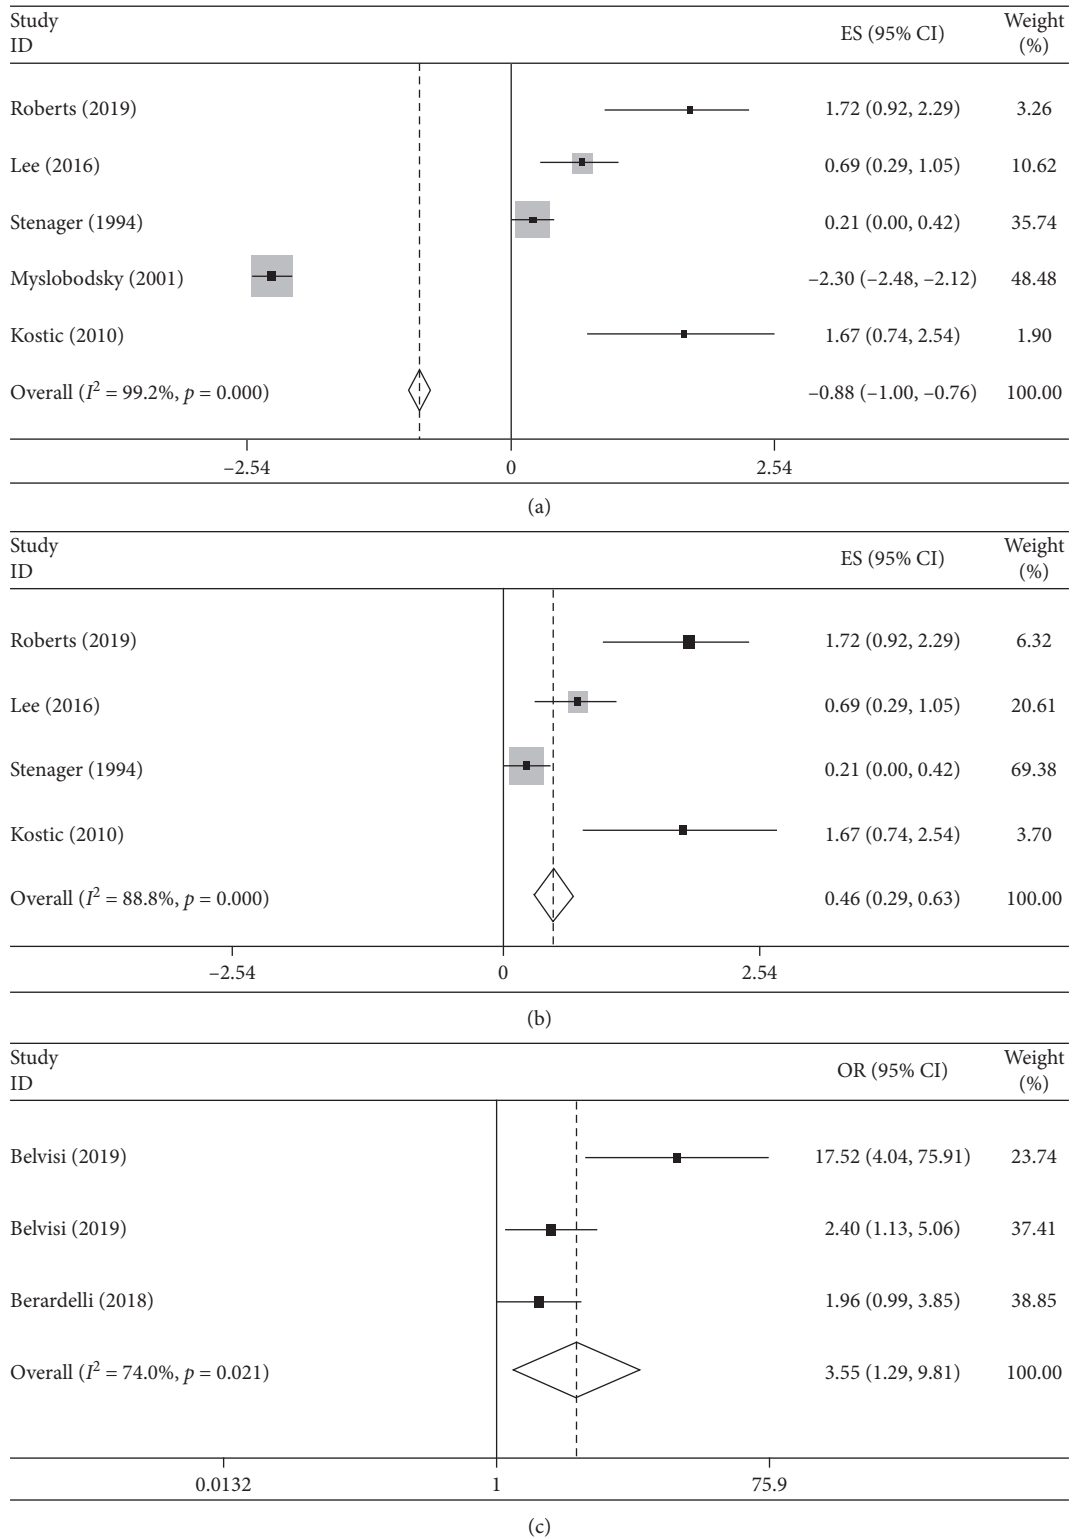 Study ID ES (95% CI) Weight (%)
Roberts (2019) 1.72 (0.92, 2.29) 3.26
Lee (2016) 0.69 (0.29, 1.05) 10.62
Stenager (1994) 0.21 (0.00, 0.42) 35.74
Myslobodsky (2001) –2.30 (–2.48, –2.12) 48.48
Kostic (2010) 1.67 (0.74, 2.54) 1.90
Overall (I² = 99.2%, p = 0.000) –0.88 (–1.00, –0.76) 100.00
–2.54 0 2.54
(a)
Study ID ES (95% CI) Weight (%)
Roberts (2019) 1.72 (0.92, 2.29) 6.32
Lee (2016) 0.69 (0.29, 1.05) 20.61
Stenager (1994) 0.21 (0.00, 0.42) 69.38
Kostic (2010) 1.67 (0.74, 2.54) 3.70
Overall (I² = 88.8%, p = 0.000) 0.46 (0.29, 0.63) 100.00
–2.54 0 2.54
(b)
Study ID OR (95% CI) Weight (%)
Belvisi (2019) 17.52 (4.04, 75.91) 23.74
Belvisi (2019) 2.40 (1.13, 5.06) 37.41
Berardelli (2018) 1.96 (0.99, 3.85) 38.85
Overall (I² = 74.0%, p = 0.021) 3.55 (1.29, 9.81) 100.00
0.0132 1 75.9
(c)